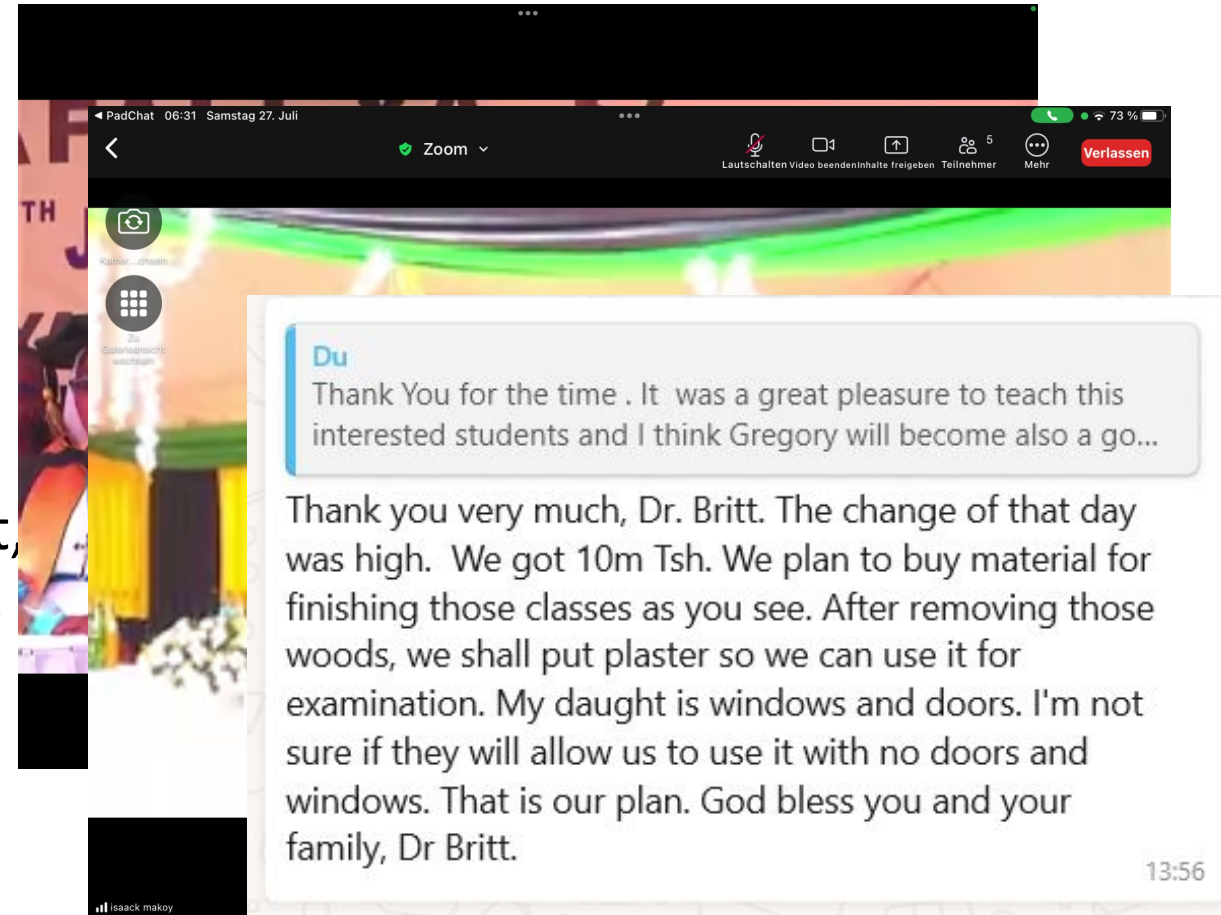 TH
PadChat 06:31 Samstag 27. Juli
73 %
Zoom
5
Lautschalten Video beenden Inhalte freigeben Teilnehmer Mehr
Verlassen
Zu
Galerieansicht
wechseln
Du
Thank You for the time . It was a great pleasure to teach this
interested students and I think Gregory will become also a go...
Thank you very much, Dr. Britt. The change of that day
was high. We got 10m Tsh. We plan to buy material for
finishing those classes as you see. After removing those
woods, we shall put plaster so we can use it for
examination. My daught is windows and doors. I'm not
sure if they will allow us to use it with no doors and
windows. That is our plan. God bless you and your
family, Dr Britt.
13:56
isaack makoy